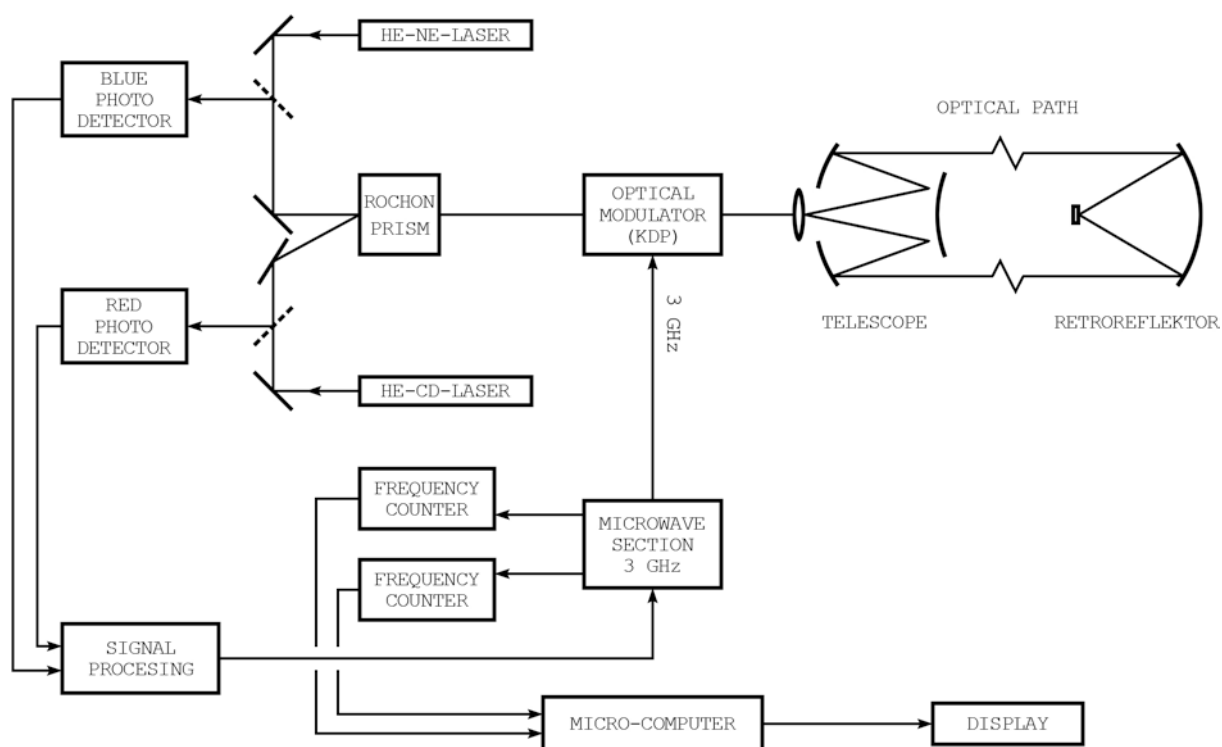 HE-NE-LASER
BLUE
PHOTO
DETECTOR
OPTICAL PATH
ROCHON
PRISM
OPTICAL
MODULATOR
(KDP)
RED
PHOTO
DETECTOR
3 GHz
TELESCOPE
RETROREFLEKTOR
HE-CD-LASER
FREQUENCY
COUNTER
MICROWAVE
SECTION
3 GHz
FREQUENCY
COUNTER
SIGNAL
PROCESING
MICRO-COMPUTER
DISPLAY